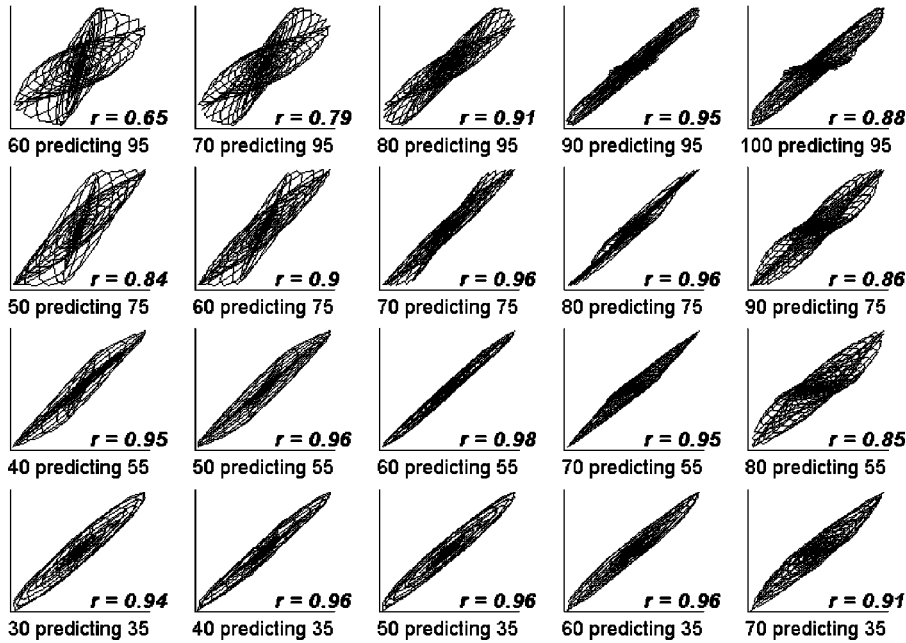 r = 0.65
r = 0.79
r = 0.91
r = 0.95
r = 0.88
60 predicting 95
70 predicting 95
80 predicting 95
90 predicting 95
100 predicting 95
r = 0.84
r = 0.9
r = 0.96
r = 0.96
r = 0.86
50 predicting 75
60 predicting 75
70 predicting 75
80 predicting 75
90 predicting 75
r = 0.95
r = 0.96
r = 0.98
r = 0.95
r = 0.85
40 predicting 55
50 predicting 55
60 predicting 55
70 predicting 55
80 predicting 55
r = 0.94
r = 0.96
r = 0.96
r = 0.96
r = 0.91
30 predicting 35
40 predicting 35
50 predicting 35
60 predicting 35
70 predicting 35